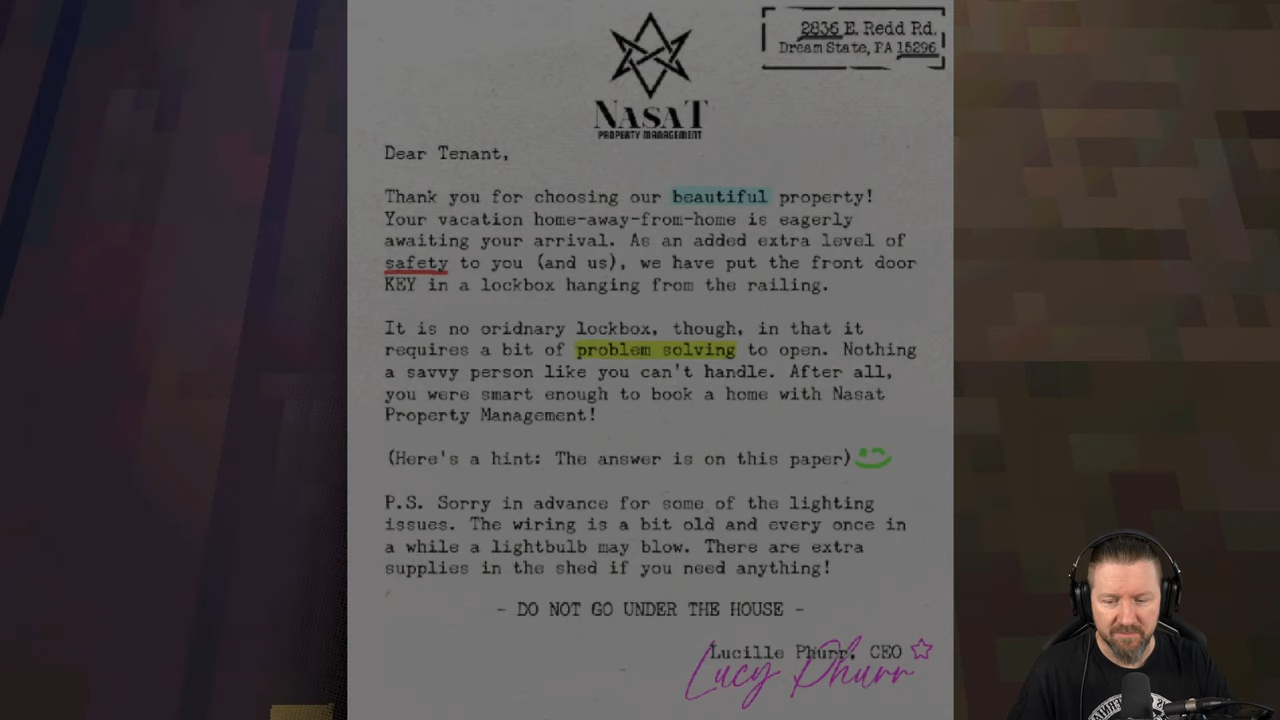 2836 E. Redd Rd.
Dream State, PA 15296
NASAT
PROPERTY MANAGEMENT
Dear Tenant,
Thank you for choosing our beautiful property!
Your vacation home-away-from-home is eagerly
awaiting your arrival. As an added extra level of
safety to you (and us), we have put the front door
KEY in a lockbox hanging from the railing.
It is no oridnary lockbox, though, in that it
requires a bit of problem solving to open. Nothing
a savvy person like you can't handle. After all,
you were smart enough to book a home with Nasat
Property Management!
(Here's a hint: The answer is on this paper)
P.S. Sorry in advance for some of the lighting
issues. The wiring is a bit old and every once in
a while a lightbulb may blow. There are extra
supplies in the shed if you need anything!
- DO NOT GO UNDER THE HOUSE -
Lucille Phurr, CEO
Lucy Phurr